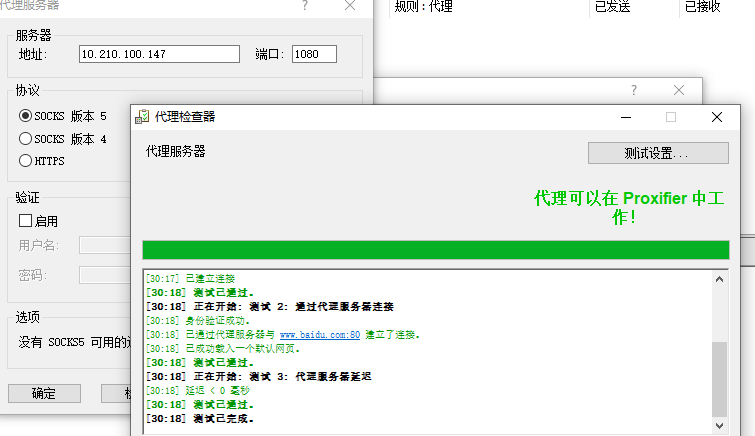 代理服务器
规则 : 代理
已发送
已接收
服务器
地址: 10.210.100.147 端口: 1080
协议
SOCKS 版本 5
SOCKS 版本 4
HTTPS
验证
启用
用户名:
密码:
选项
没有 SOCKS5 可用的
确定
代理检查器
代理服务器
测试设置...
代理可以在 Proxifier 中工
作!
[30:17] 已建立连接
[30:18] 测试已通过。
[30:18] 正在开始: 测试 2: 通过代理服务器连接
[30:18] 身份验证成功。
[30:18] 已通过代理服务器与 www.baidu.com:80 建立了连接。
[30:18] 已成功载入一个默认网页。
[30:18] 测试已通过。
[30:18] 正在开始: 测试 3: 代理服务器延迟
[30:18] 延迟 < 0 毫秒
[30:18] 测试已通过。
[30:18] 测试已完成。